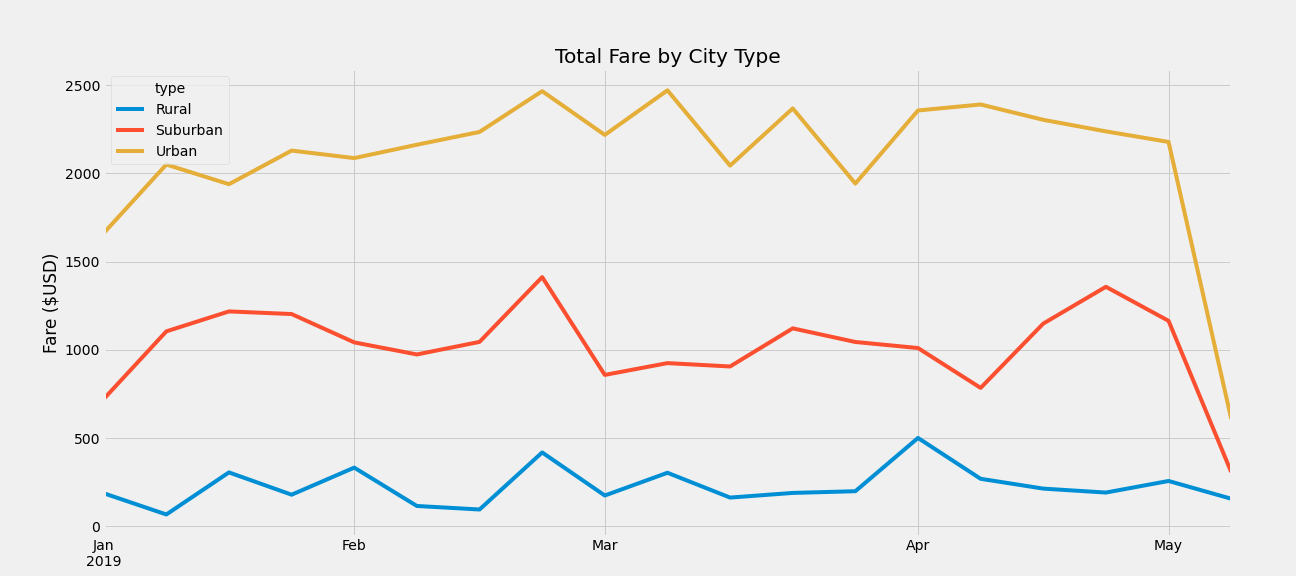 Total Fare by City Type
type
Rural
Suburban
Urban
Fare ($USD)
2500
2000
1500
1000
500
0
Jan
2019
Feb
Mar
Apr
May